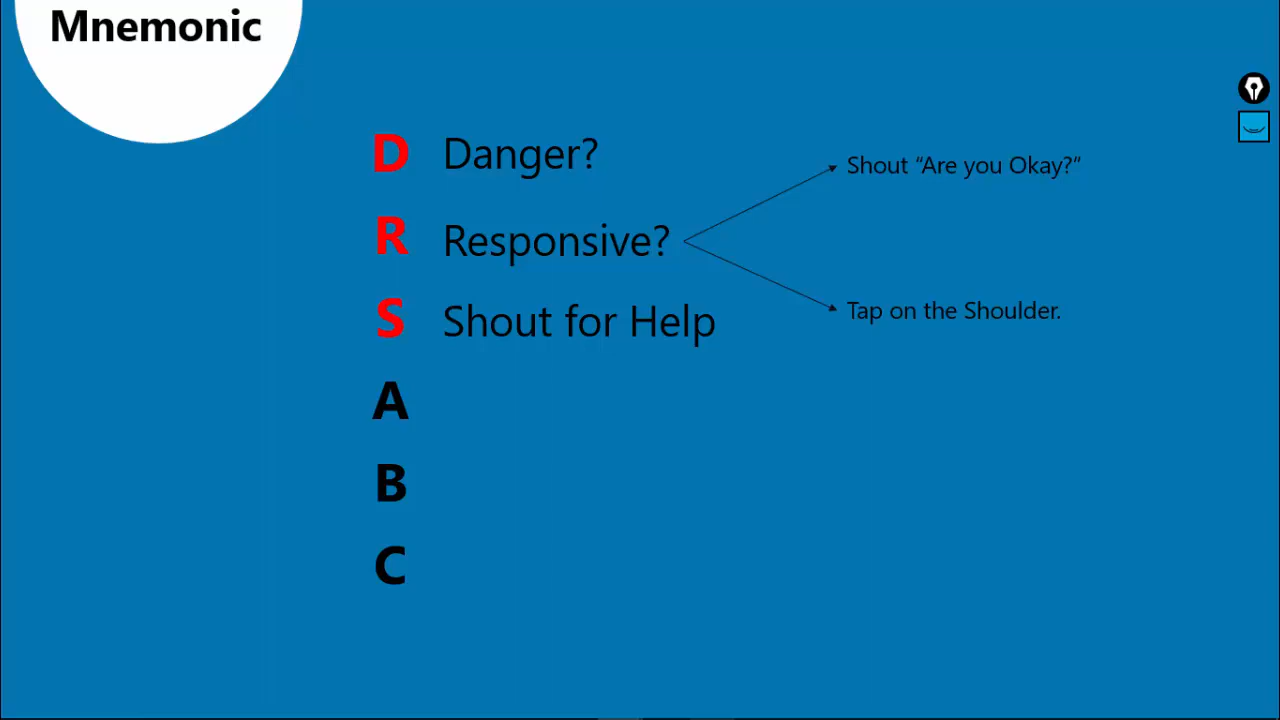 Mnemonic
D Danger?
Shout “Are you Okay?“
R Responsive?
Tap on the Shoulder.
S Shout for Help
A
B
C